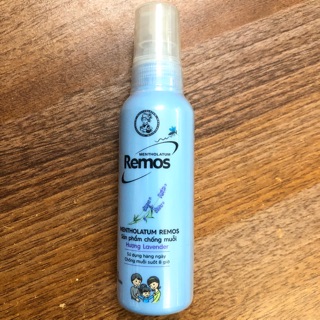 MENTHOLATUM
Remos
MENTHOLATUM REMOS
Sản phẩm chống muỗi
Hương Lavender
Sử dụng hàng ngày
Chống muỗi suốt 8 giờ